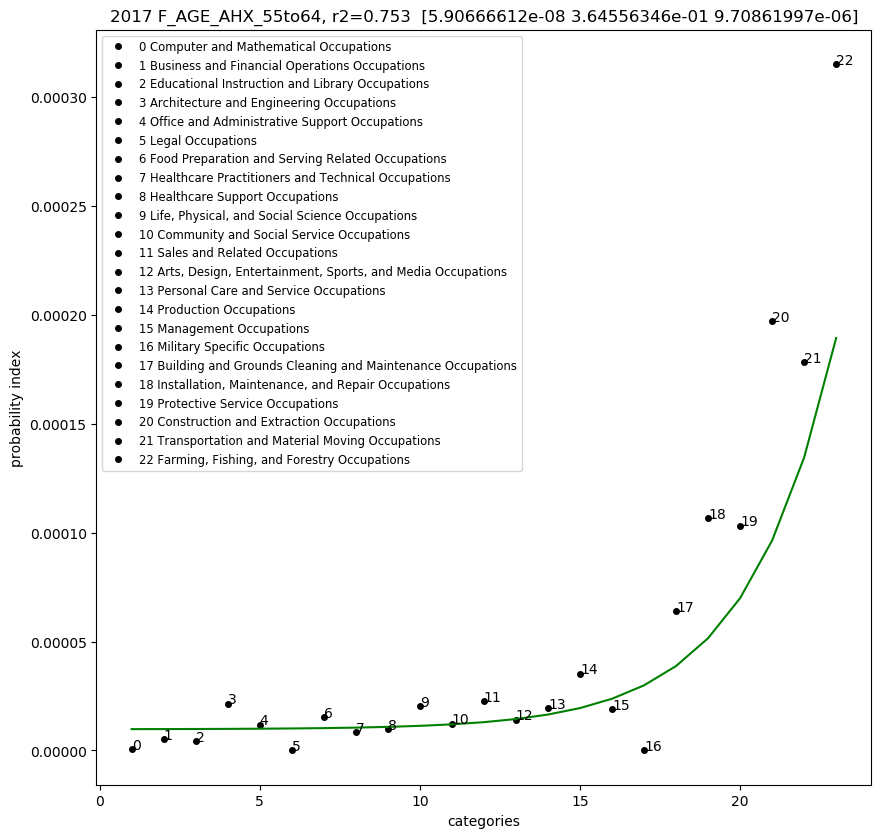 2017 F_AGE_AHX_55to64, r2=0.753  [5.90666612e-08 3.64556346e-01 9.70861997e-06]
0 Computer and Mathematical Occupations
1 Business and Financial Operations Occupations
2 Educational Instruction and Library Occupations
3 Architecture and Engineering Occupations
4 Office and Administrative Support Occupations
5 Legal Occupations
6 Food Preparation and Serving Related Occupations
7 Healthcare Practitioners and Technical Occupations
8 Healthcare Support Occupations
9 Life, Physical, and Social Science Occupations
10 Community and Social Service Occupations
11 Sales and Related Occupations
12 Arts, Design, Entertainment, Sports, and Media Occupations
13 Personal Care and Service Occupations
14 Production Occupations
15 Management Occupations
16 Military Specific Occupations
17 Building and Grounds Cleaning and Maintenance Occupations
18 Installation, Maintenance, and Repair Occupations
19 Protective Service Occupations
20 Construction and Extraction Occupations
21 Transportation and Material Moving Occupations
22 Farming, Fishing, and Forestry Occupations
probability index
0.00030
0.00025
0.00020
0.00015
0.00010
0.00005
0.00000
0
1
2
3
4
5
6
7
8
9
10
11
12
13
14
15
16
17
18
19
20
21
22
0
5
10
15
20
categories